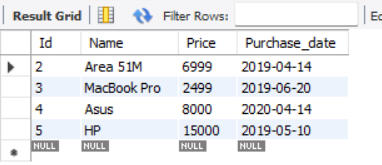 Result Grid Filter Rows: Ed
Id Name Price Purchase_date
2 Area 51M 6999 2019-04-14
3 MacBook Pro 2499 2019-06-20
4 Asus 8000 2020-04-14
5 HP 15000 2019-05-10
NULL NULL NULL NULL